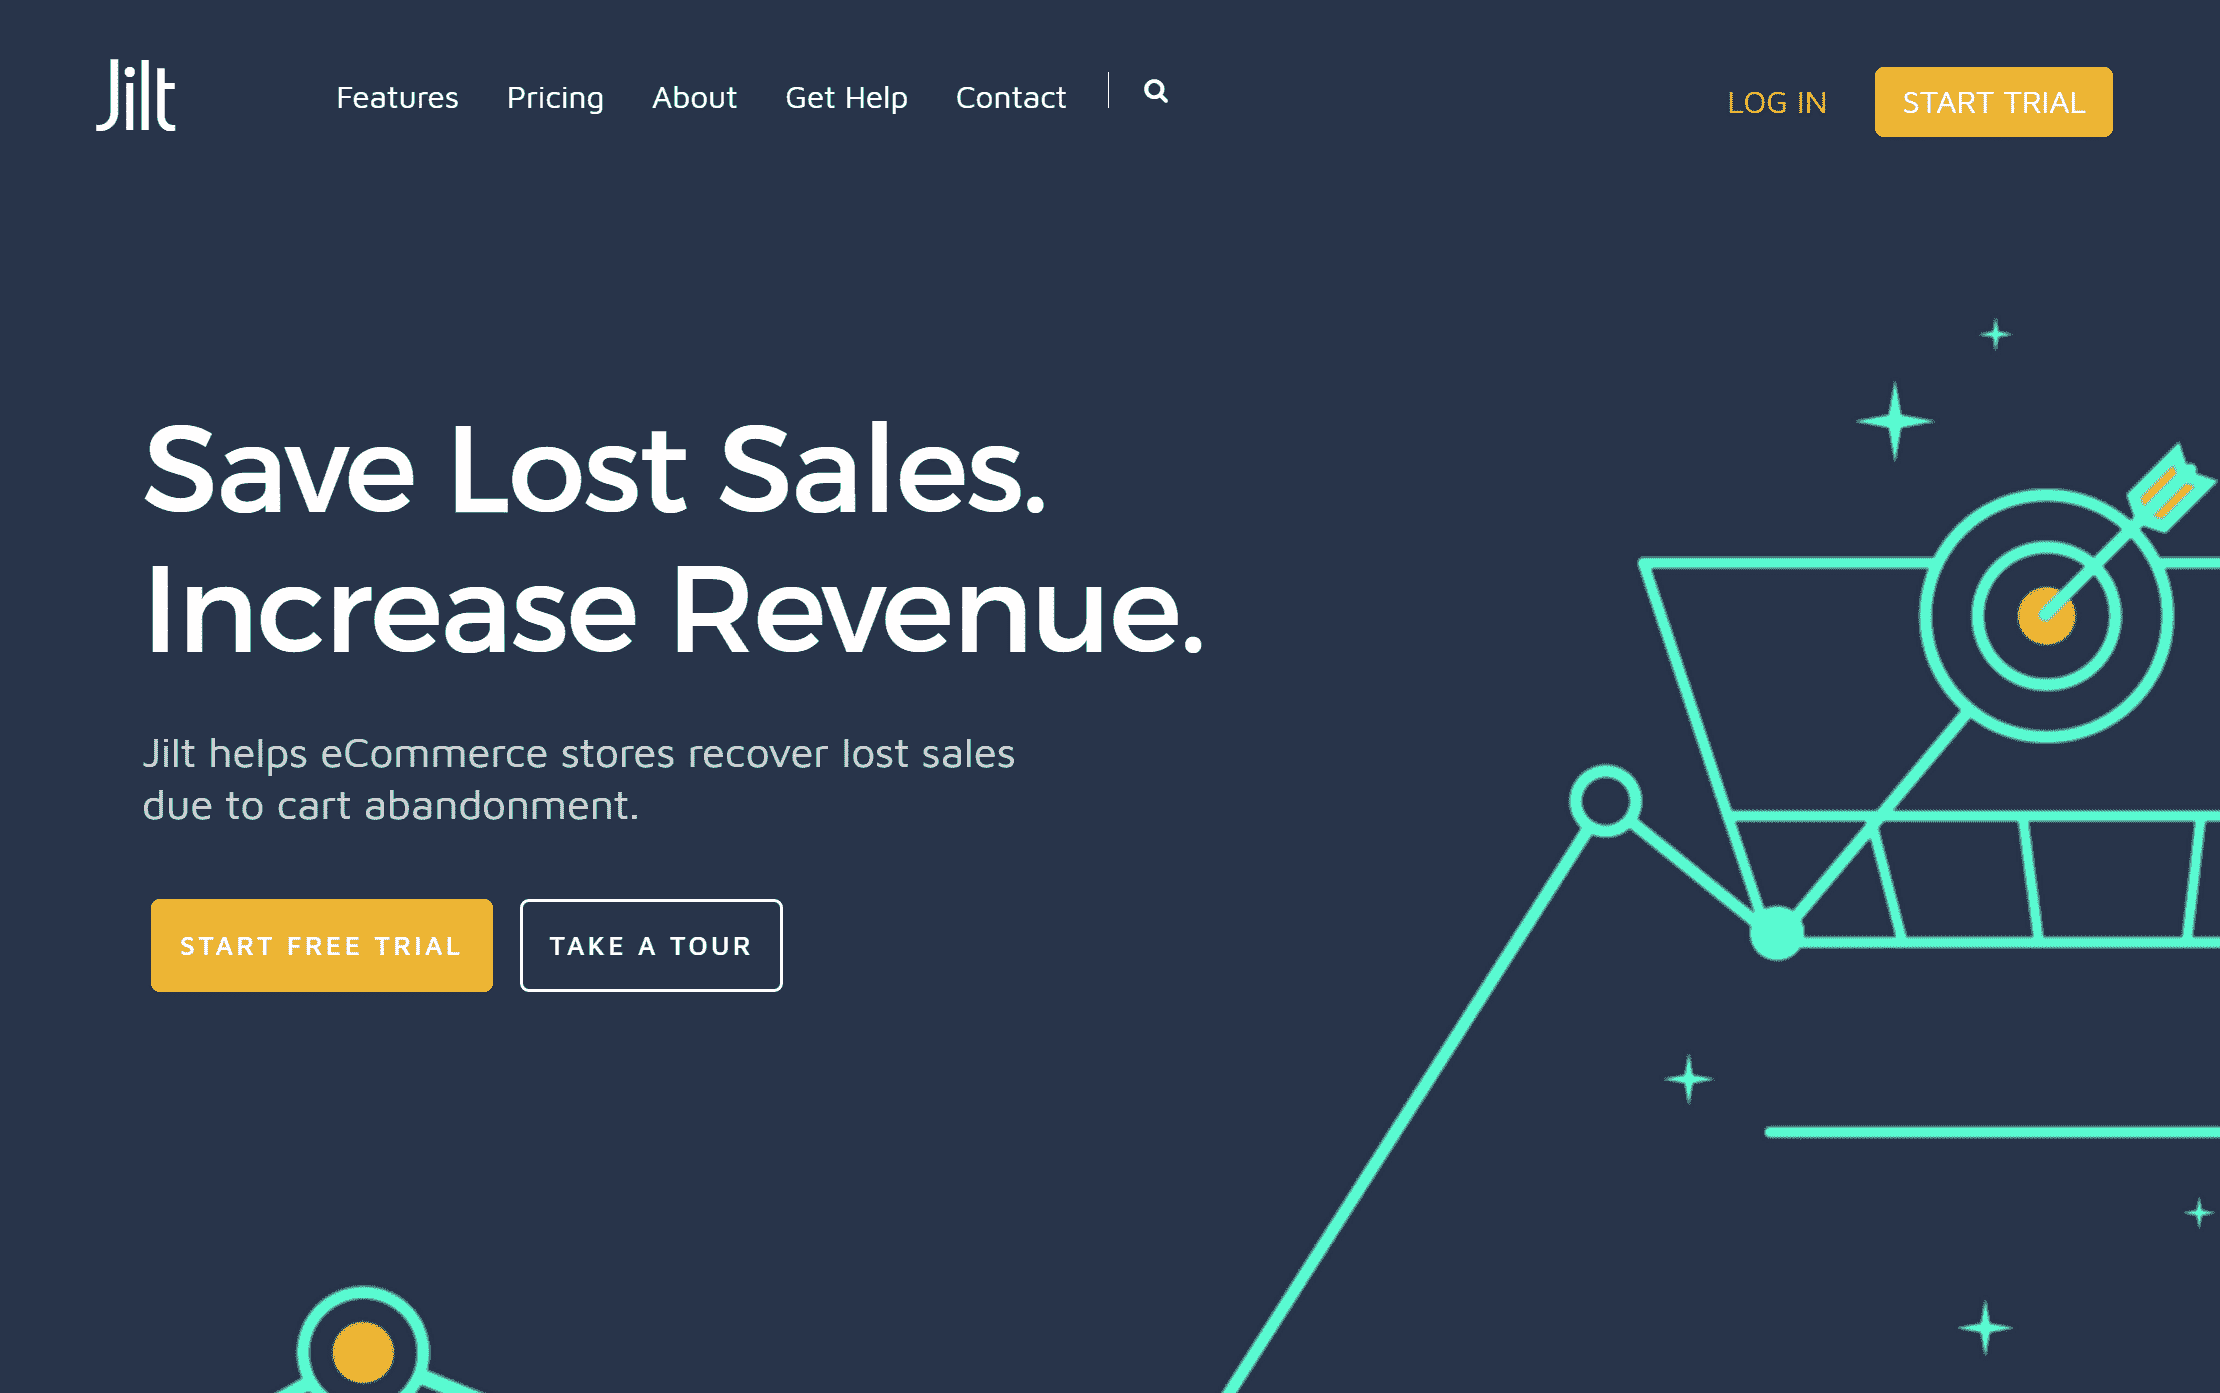 Jilt
Features Pricing About Get Help Contact
LOG IN
START TRIAL
Save Lost Sales.
Increase Revenue.
Jilt helps eCommerce stores recover lost sales
due to cart abandonment.
START FREE TRIAL
TAKE A TOUR